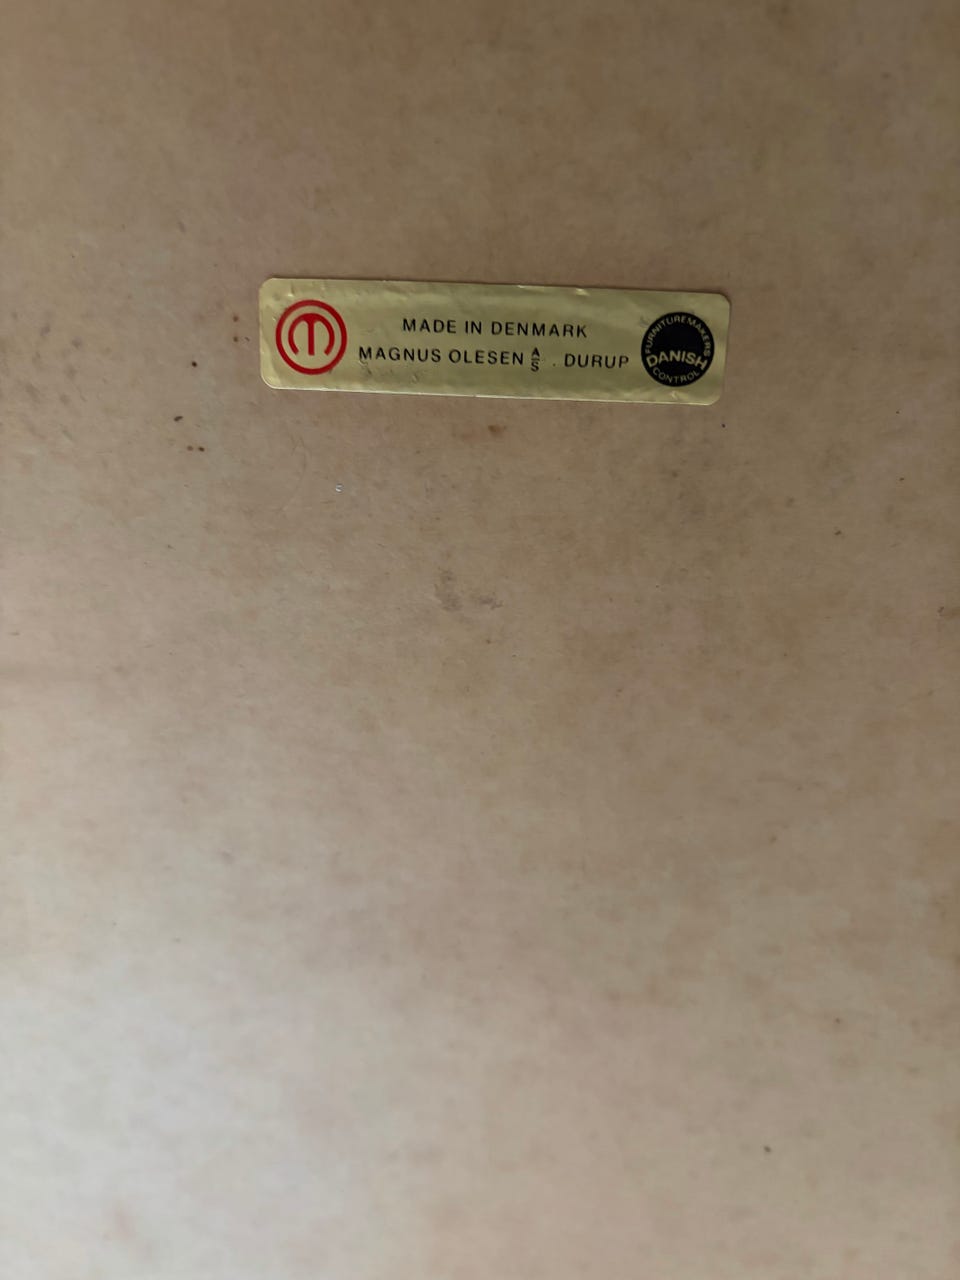 MADE IN DENMARK
MAGNUS OLESEN A/S . DURUP
FURNITUREMAKERS
DANISH
CONTROL